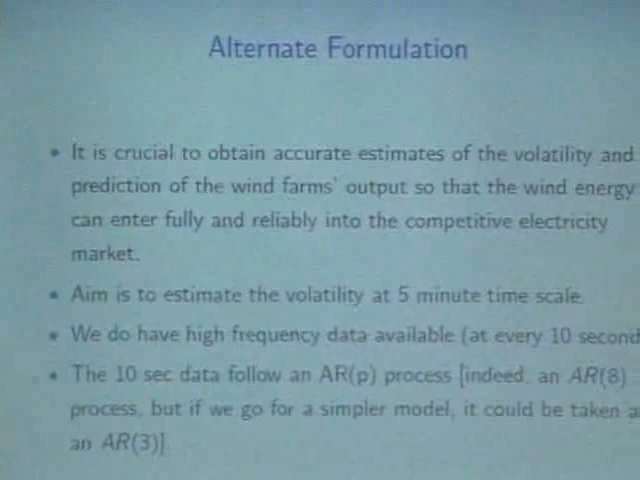 Alternate Formulation
• It is crucial to obtain accurate estimates of the volatility and
prediction of the wind farms' output so that the wind energy
can enter fully and reliably into the competitive electricity
market.
• Aim is to estimate the volatility at 5 minute time scale.
• We do have high frequency data available (at every 10 second
• The 10 sec data follow an AR(p) process [indeed, an AR(8)
process, but if we go for a simpler model, it could be taken a
an AR(3)]